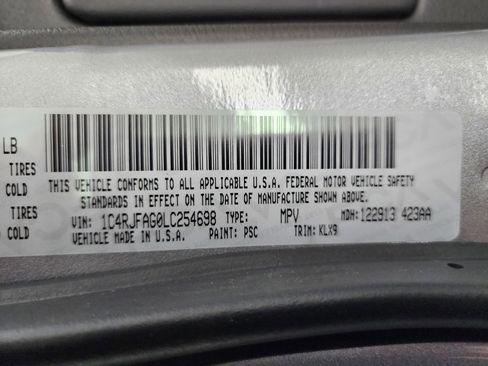 LB
TIRES
COLD
TIRES
COLD
THIS VEHICLE CONFORMS TO ALL APPLICABLE U.S.A. FEDERAL MOTOR VEHICLE SAFETY
STANDARDS IN EFFECT ON THE DATE OF MANUFACTURE SHOWN ABOVE.
VIN: 1C4RJFAG0LC254698 TYPE: MPV MDH: 122913 423AA
VEHICLE MADE IN U.S.A. PAINT: PSC TRIM: KLX9